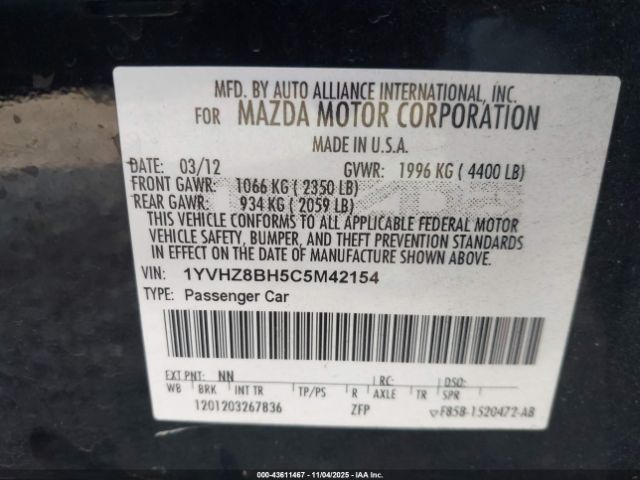 MFD. BY AUTO ALLIANCE INTERNATIONAL, INC.
FOR MAZDA MOTOR CORPORATION
MADE IN U.S.A.
DATE: 03/12 GVWR: 1996 KG ( 4400 LB)
FRONT GAWR: 1066 KG ( 2350 LB)
REAR GAWR: 934 KG ( 2059 LB)
THIS VEHICLE CONFORMS TO ALL APPLICABLE FEDERAL MOTOR
VEHICLE SAFETY, BUMPER, AND THEFT PREVENTION STANDARDS
IN EFFECT ON THE DATE OF MANUFACTURE SHOWN ABOVE.
VIN: 1YVHZ8BH5C5M42154
TYPE: Passenger Car
EXT PNT: NN RC: DSO:
WB BRK INT TR TP/PS R AXLE TR SPR
1201203267836 ZFP F85B-1520472-AB
000-43611467 - 11/04/2025 - IAAI.COM